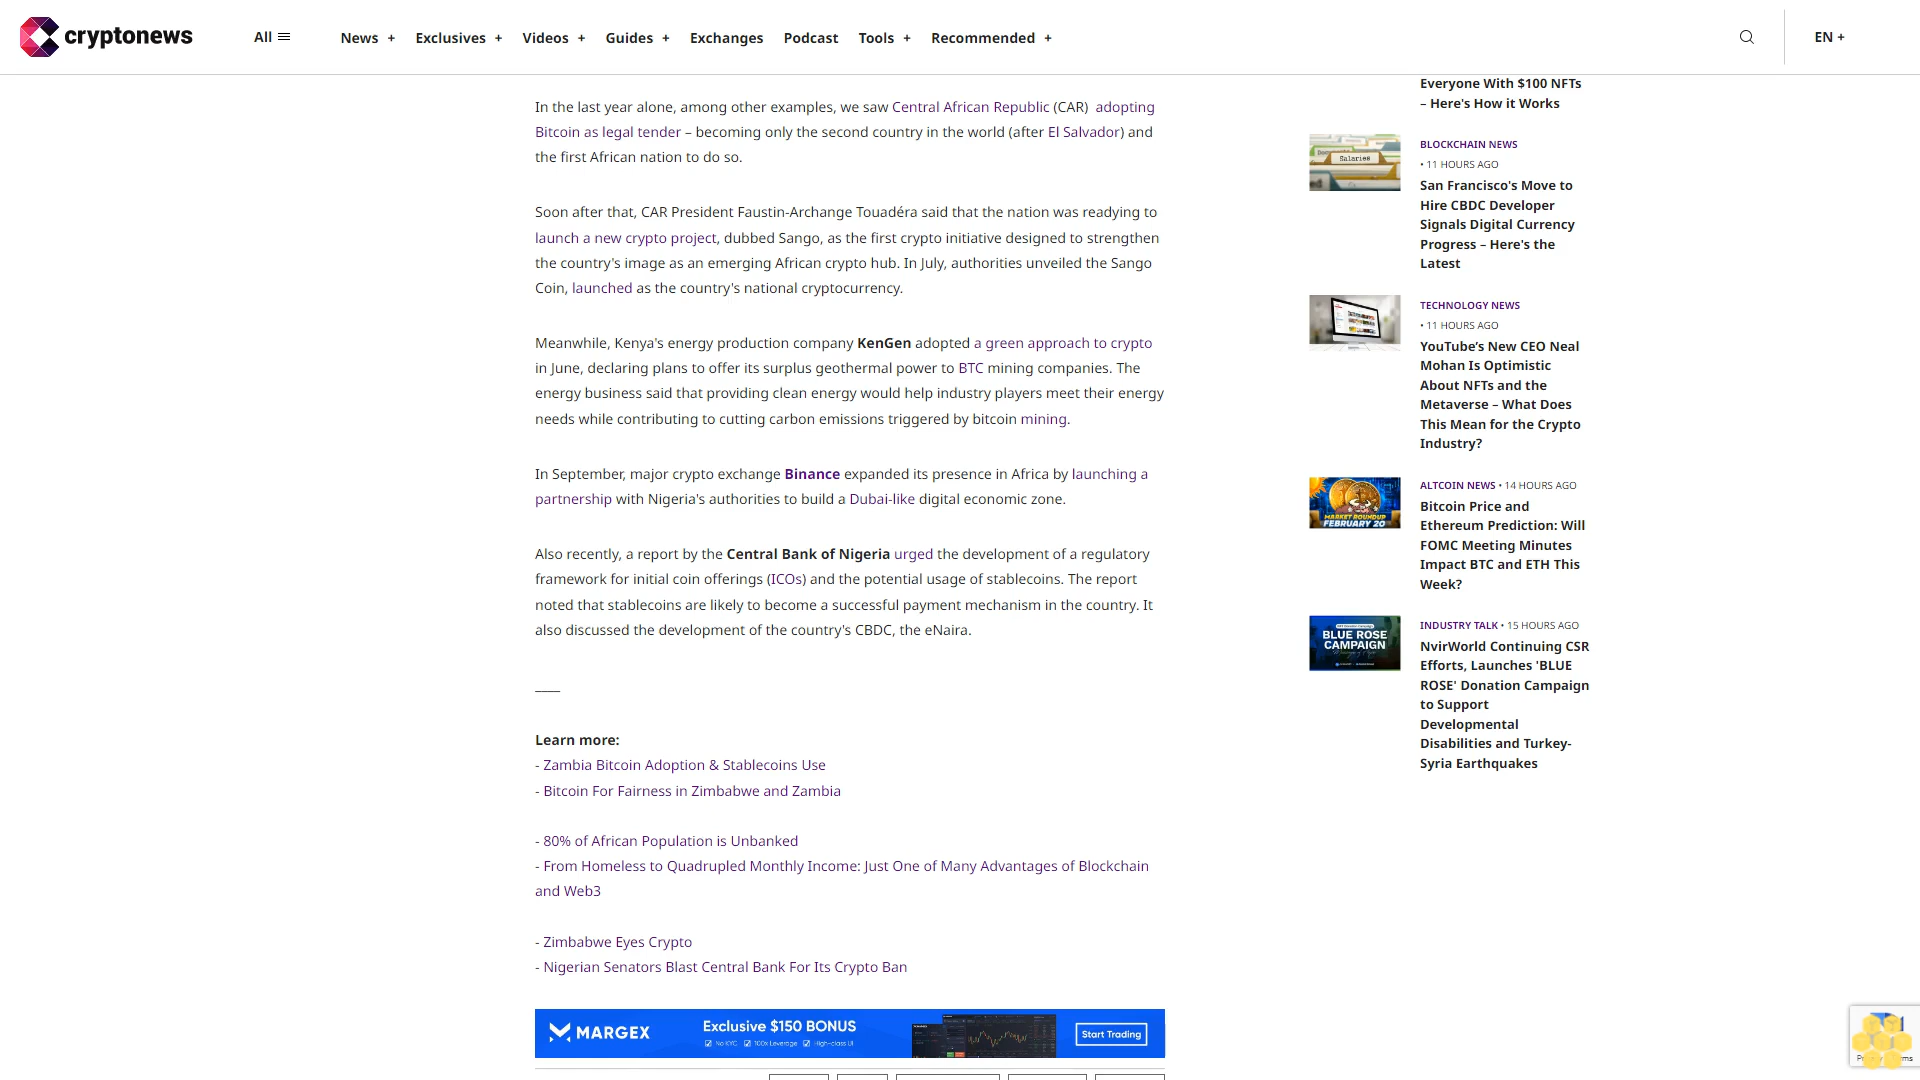 cryptonews
All
News +
Exclusives +
Videos +
Guides +
Exchanges
Podcast
Tools +
Recommended +
EN +
In the last year alone, among other examples, we saw Central African Republic (CAR) adopting
Bitcoin as legal tender – becoming only the second country in the world (after El Salvador) and
the first African nation to do so.
Soon after that, CAR President Faustin-Archange Touadéra said that the nation was readying to
launch a new crypto project, dubbed Sango, as the first crypto initiative designed to strengthen
the country's image as an emerging African crypto hub. In July, authorities unveiled the Sango
Coin, launched as the country's national cryptocurrency.
Meanwhile, Kenya's energy production company KenGen adopted a green approach to crypto
in June, declaring plans to offer its surplus geothermal power to BTC mining companies. The
energy business said that providing clean energy would help industry players meet their energy
needs while contributing to cutting carbon emissions triggered by bitcoin mining.
In September, major crypto exchange Binance expanded its presence in Africa by launching a
partnership with Nigeria's authorities to build a Dubai-like digital economic zone.
Also recently, a report by the Central Bank of Nigeria urged the development of a regulatory
framework for initial coin offerings (ICOs) and the potential usage of stablecoins. The report
noted that stablecoins are likely to become a successful payment mechanism in the country. It
also discussed the development of the country's CBDC, the eNaira.
____
Learn more:
- Zambia Bitcoin Adoption & Stablecoins Use
- Bitcoin For Fairness in Zimbabwe and Zambia
- 80% of African Population is Unbanked
- From Homeless to Quadrupled Monthly Income: Just One of Many Advantages of Blockchain
and Web3
- Zimbabwe Eyes Crypto
- Nigerian Senators Blast Central Bank For Its Crypto Ban
MARGEX
Exclusive $150 BONUS
No KYC 100x Leverage High-class UI
Start Trading
Everyone With $100 NFTs
– Here's How it Works
Salaries
BLOCKCHAIN NEWS
• 11 HOURS AGO
San Francisco's Move to
Hire CBDC Developer
Signals Digital Currency
Progress – Here's the
Latest
TECHNOLOGY NEWS
• 11 HOURS AGO
YouTube’s New CEO Neal
Mohan Is Optimistic
About NFTs and the
Metaverse – What Does
This Mean for the Crypto
Industry?
MARKET ROUNDUP
FEBRUARY 20
ALTCOIN NEWS • 14 HOURS AGO
Bitcoin Price and
Ethereum Prediction: Will
FOMC Meeting Minutes
Impact BTC and ETH This
Week?
BLUE ROSE
CAMPAIGN
INDUSTRY TALK • 15 HOURS AGO
NvirWorld Continuing CSR
Efforts, Launches 'BLUE
ROSE' Donation Campaign
to Support
Developmental
Disabilities and Turkey-
Syria Earthquakes